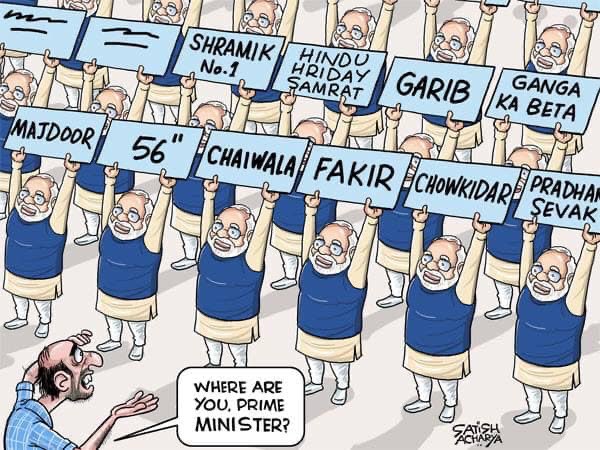 SHRAMIK
No.1
HINDU
HRIDAY
SAMRAT
GARIB
GANGA
KA BETA
MAJDOOR
56"
CHAIWALA
FAKIR
CHOWKIDAR
PRADHAN
SEVAK
WHERE ARE
YOU, PRIME
MINISTER?
SATISH
ACHARYA